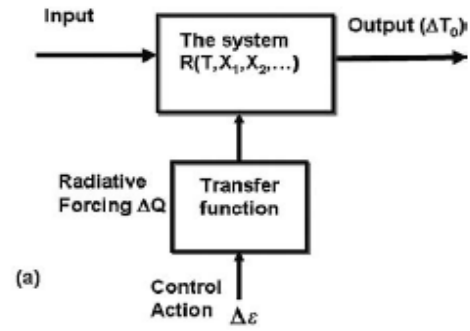 Input
Output (ΔT₀)
The system
R(T,X₁,X₂,...)
Radiative
Forcing ΔQ
Transfer
function
(a)
Control
Action Δε